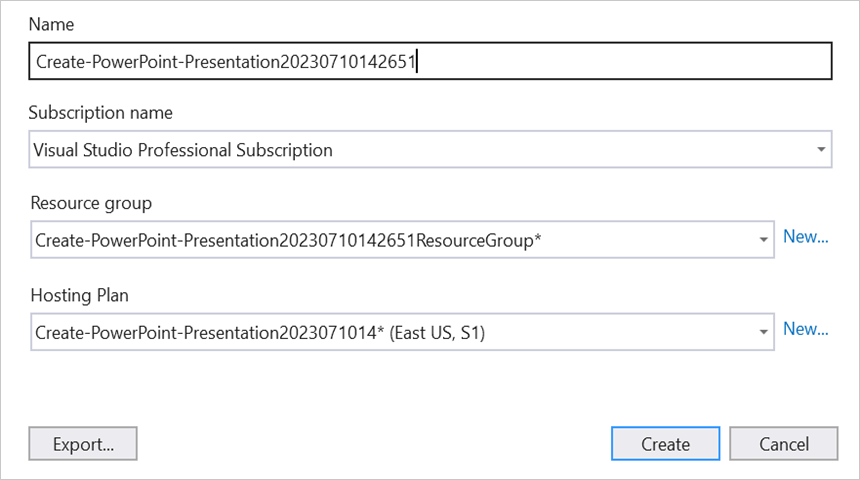 Name
Create-PowerPoint-Presentation20230710142651
Subscription name
Visual Studio Professional Subscription
Resource group
Create-PowerPoint-Presentation20230710142651ResourceGroup*
New...
Hosting Plan
Create-PowerPoint-Presentation2023071014* (East US, S1)
New...
Export...
Create
Cancel